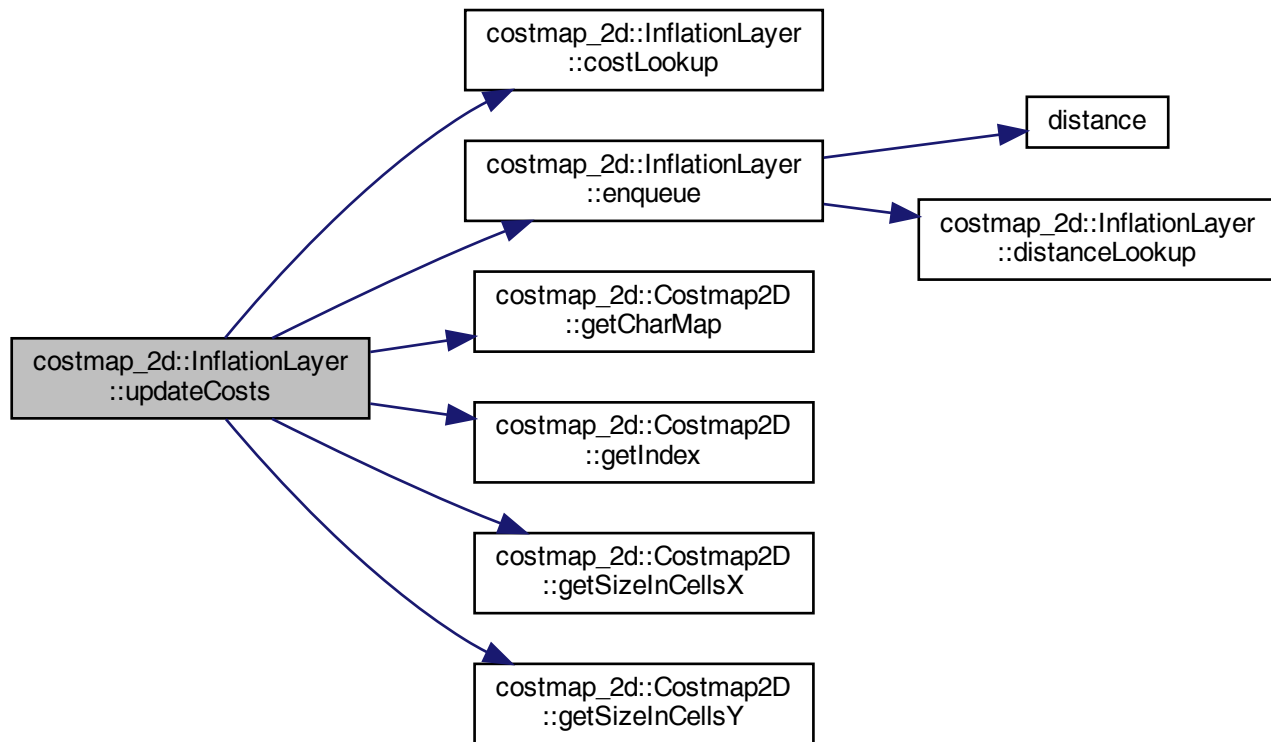 costmap_2d::InflationLayer
::updateCosts
costmap_2d::InflationLayer
::costLookup
costmap_2d::InflationLayer
::enqueue
distance
costmap_2d::InflationLayer
::distanceLookup
costmap_2d::Costmap2D
::getCharMap
costmap_2d::Costmap2D
::getIndex
costmap_2d::Costmap2D
::getSizeInCellsX
costmap_2d::Costmap2D
::getSizeInCellsY